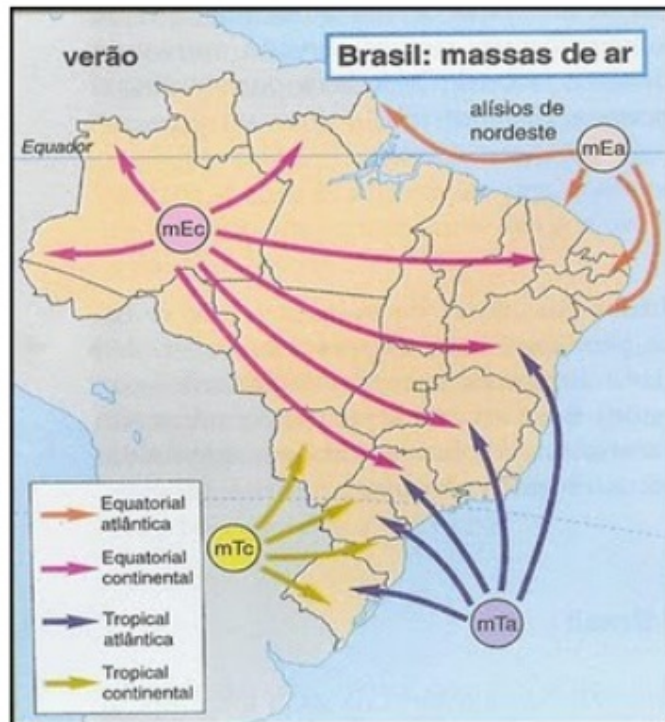 verão
Brasil: massas de ar
alísios de
nordeste
mEa
Equador
mEc
mTc
mTa
Equatorial
atlântica
Equatorial
continental
Tropical
atlântica
Tropical
continental